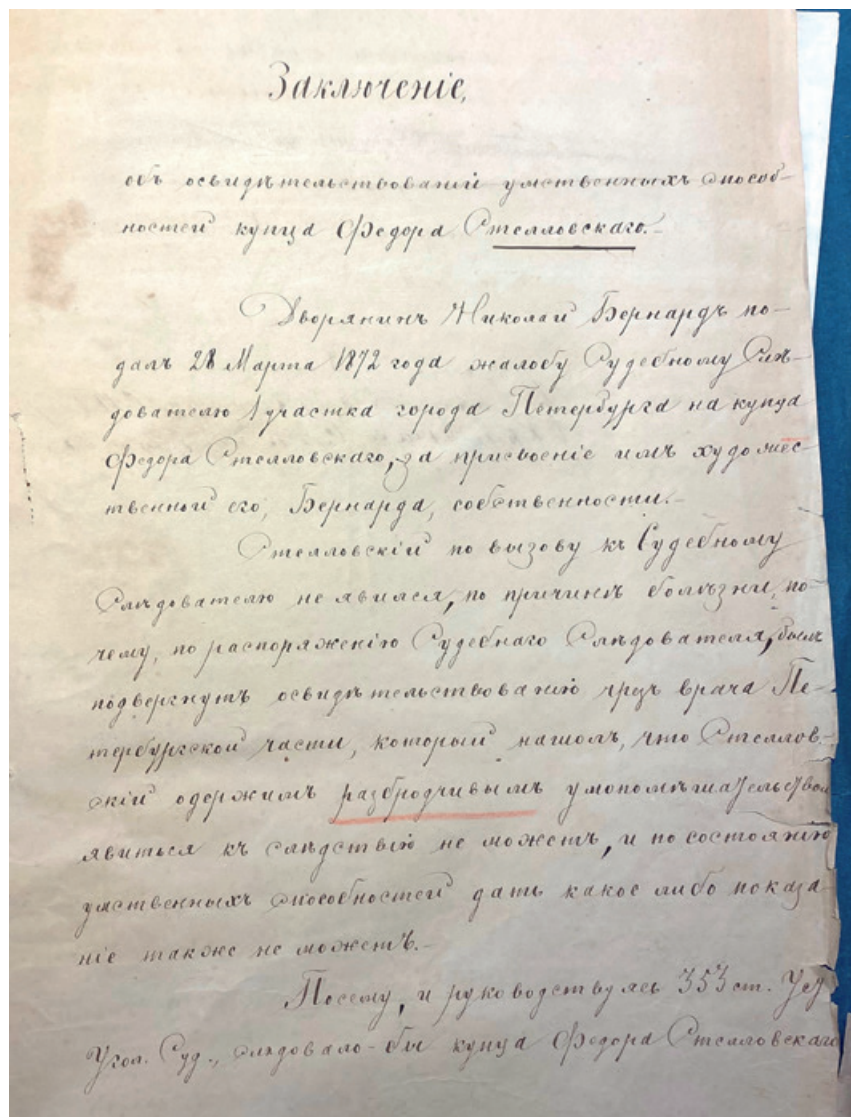 Заключеніе,
объ освидѣтельствованіи умственныхъ способ-
ностей купца Федора Стелловскаго.-
Дворянинъ Николай Бернардъ по-
далъ 28 Марта 1872 года жалобу Судебному Слѣ-
дователю 1 участка города Петербурга на купца
Федора Стелловскаго, за присвоеніе имъ художес-
твенной его, Бернарда, собственности.-
Стелловскій по вызову къ Судебному
Слѣдователю не явился, по причинѣ болѣзни, по-
чему, по распоряженію Судебнаго Слѣдователя, былъ
подвергнутъ освидѣтельствованію чрезъ врача Пе-
тербургской части, который нашолъ, что Стеллов-
скій одержимъ разбродчивымъ умопомѣшательствомъ
явиться къ слѣдствію не можетъ, и по состоянію
умственныхъ способностей дать какое либо показа-
ніе также не можетъ.-
Посему, и руководствуясь 353 ст. Уст
Угол. Суд., слѣдовало-бы купца Федора Стелловскаго